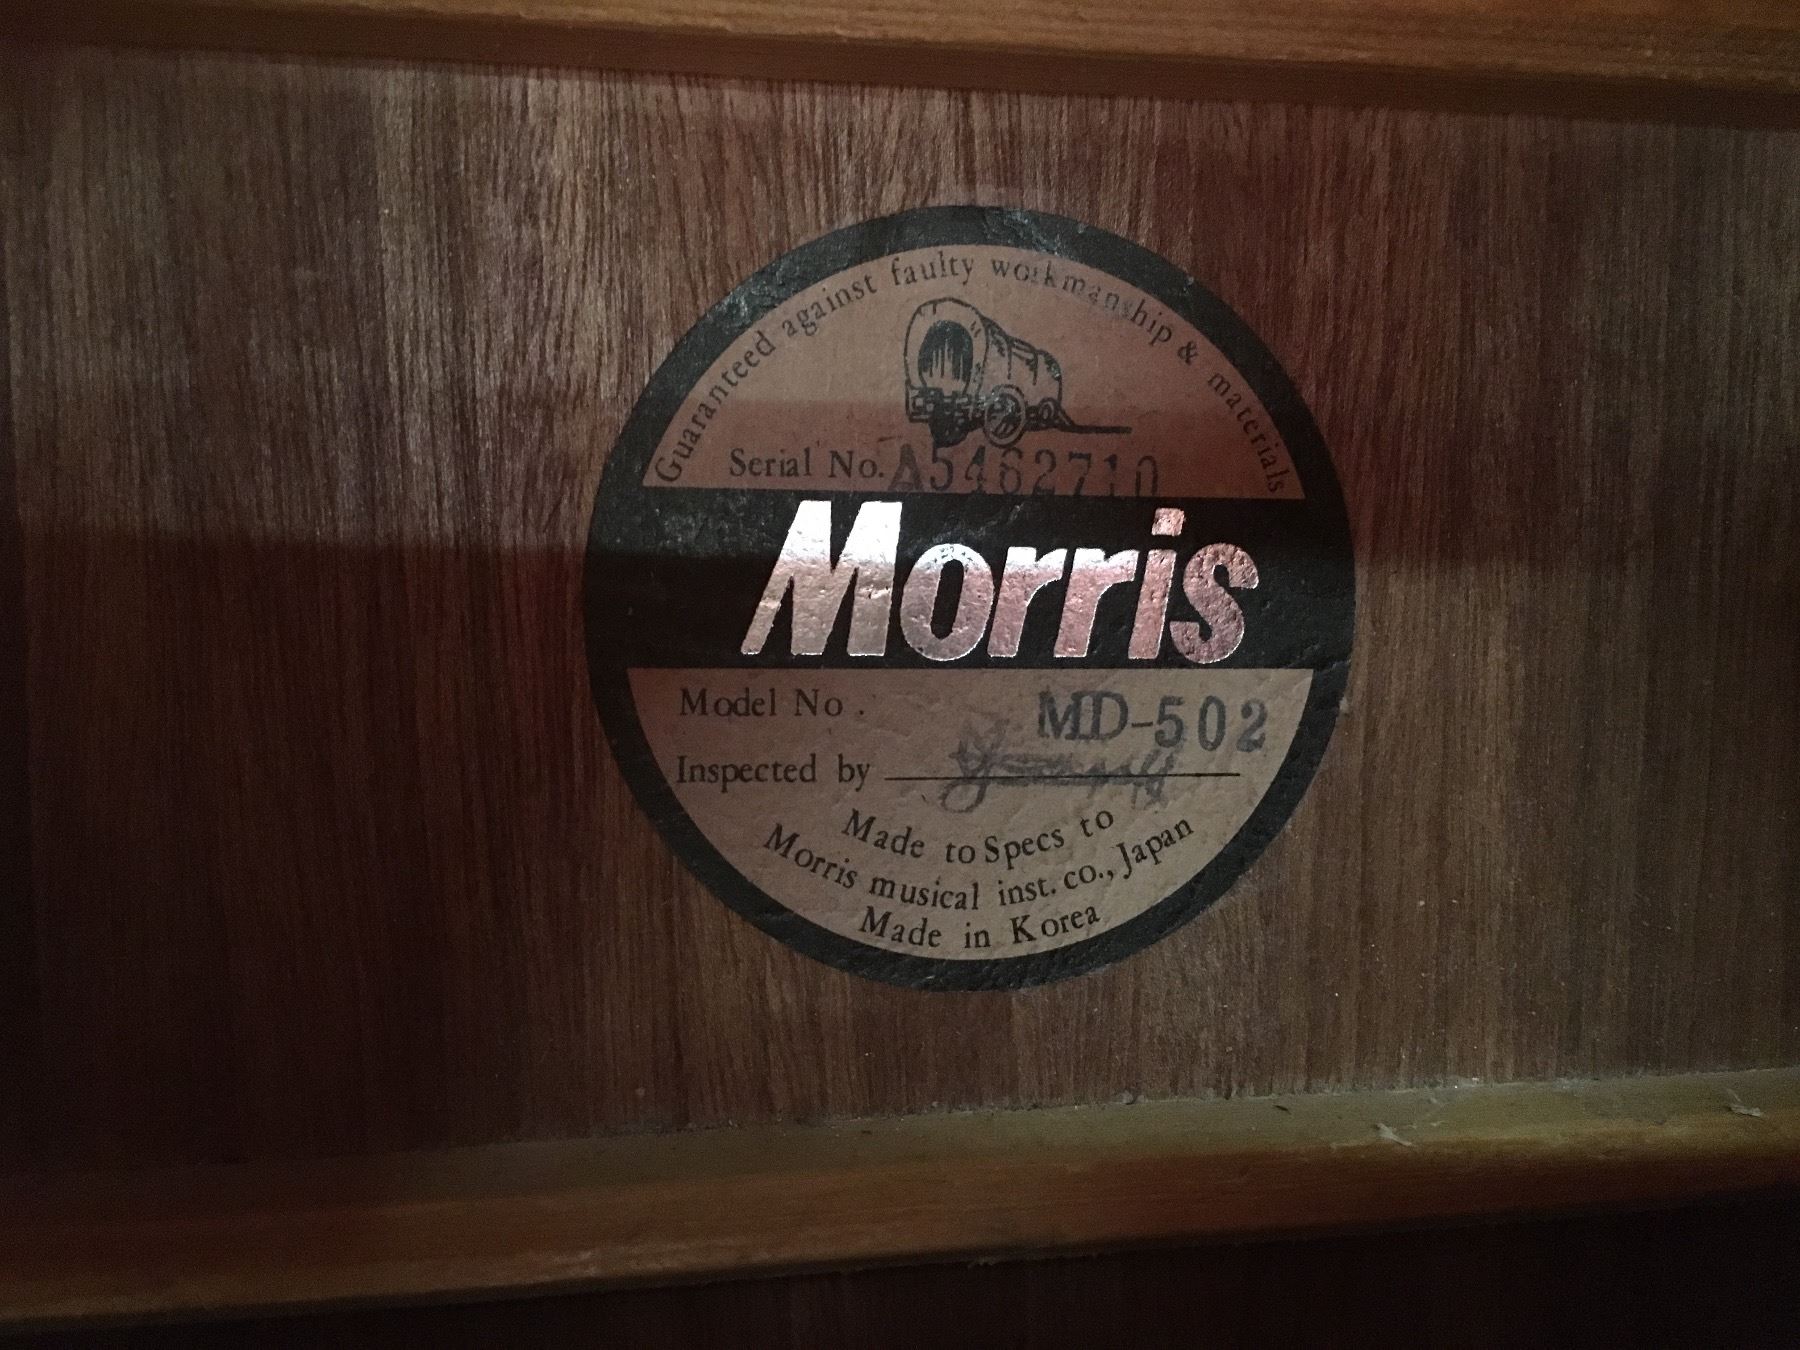 Guaranteed against faulty workmanship & materials
Serial No. A5462710
Morris
Model No. MD-502
Inspected by
Made to Specs to
Morris musical inst. co., Japan
Made in Korea